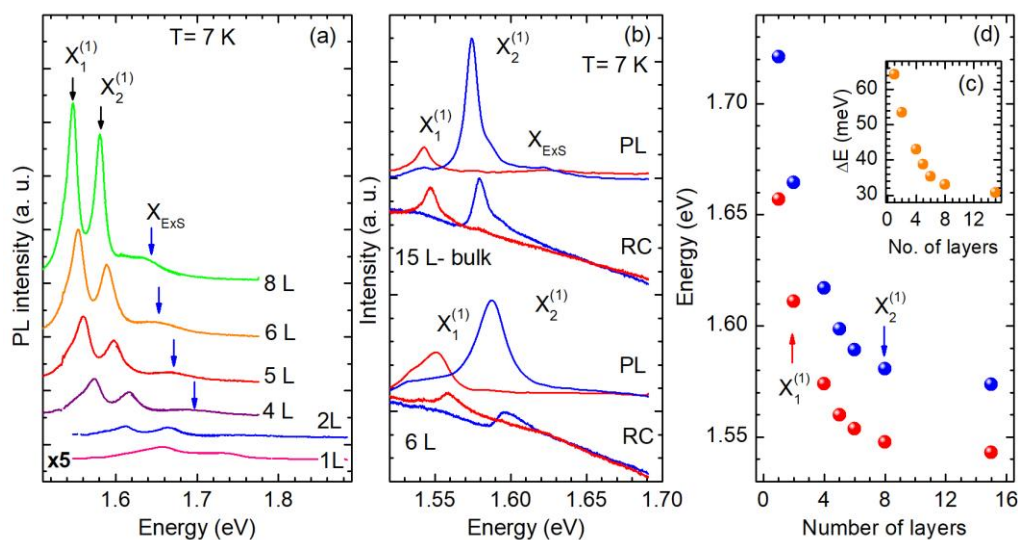 T= 7 K
(a)
X1(1)
X2(1)
XExS
8 L
6 L
5 L
4 L
2L
x5
1L
PL intensity (a. u.)
1.6
1.7
1.8
Energy (eV)
(b)
X2(1)
T= 7 K
X1(1)
XExS
PL
RC
15 L- bulk
X1(1)
X2(1)
PL
6 L
RC
Intensity (a. u.)
1.55
1.60
1.65
1.70
Energy (eV)
(d)
1.70
1.65
1.60
1.55
Energy (eV)
(c)
60
50
40
30
ΔE (meV)
0
4
8
12
No. of layers
X2(1)
X1(1)
0
4
8
12
16
Number of layers